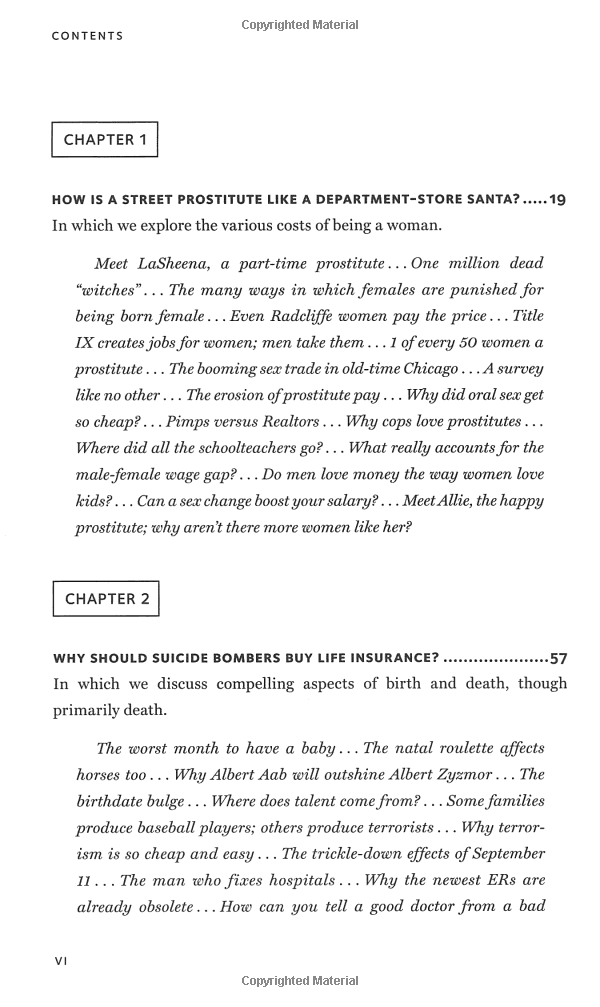 Copyrighted Material
CONTENTS
CHAPTER 1
HOW IS A STREET PROSTITUTE LIKE A DEPARTMENT-STORE SANTA?.....19
In which we explore the various costs of being a woman.
Meet LaSheena, a part-time prostitute... One million dead
“witches”... The many ways in which females are punished for
being born female... Even Radcliffe women pay the price... Title
IX creates jobs for women; men take them... 1 of every 50 women a
prostitute... The booming sex trade in old-time Chicago... A survey
like no other... The erosion of prostitute pay... Why did oral sex get
so cheap?... Pimps versus Realtors... Why cops love prostitutes...
Where did all the schoolteachers go?... What really accounts for the
male-female wage gap?... Do men love money the way women love
kids?... Can a sex change boost your salary?... Meet Allie, the happy
prostitute; why aren’t there more women like her?
CHAPTER 2
WHY SHOULD SUICIDE BOMBERS BUY LIFE INSURANCE? .....................57
In which we discuss compelling aspects of birth and death, though
primarily death.
The worst month to have a baby... The natal roulette affects
horses too... Why Albert Aab will outshine Albert Zyzmor... The
birthdate bulge... Where does talent come from?... Some families
produce baseball players; others produce terrorists... Why terror-
ism is so cheap and easy... The trickle-down effects of September
11... The man who fixes hospitals... Why the newest ERs are
already obsolete... How can you tell a good doctor from a bad
VI
Copyrighted Material